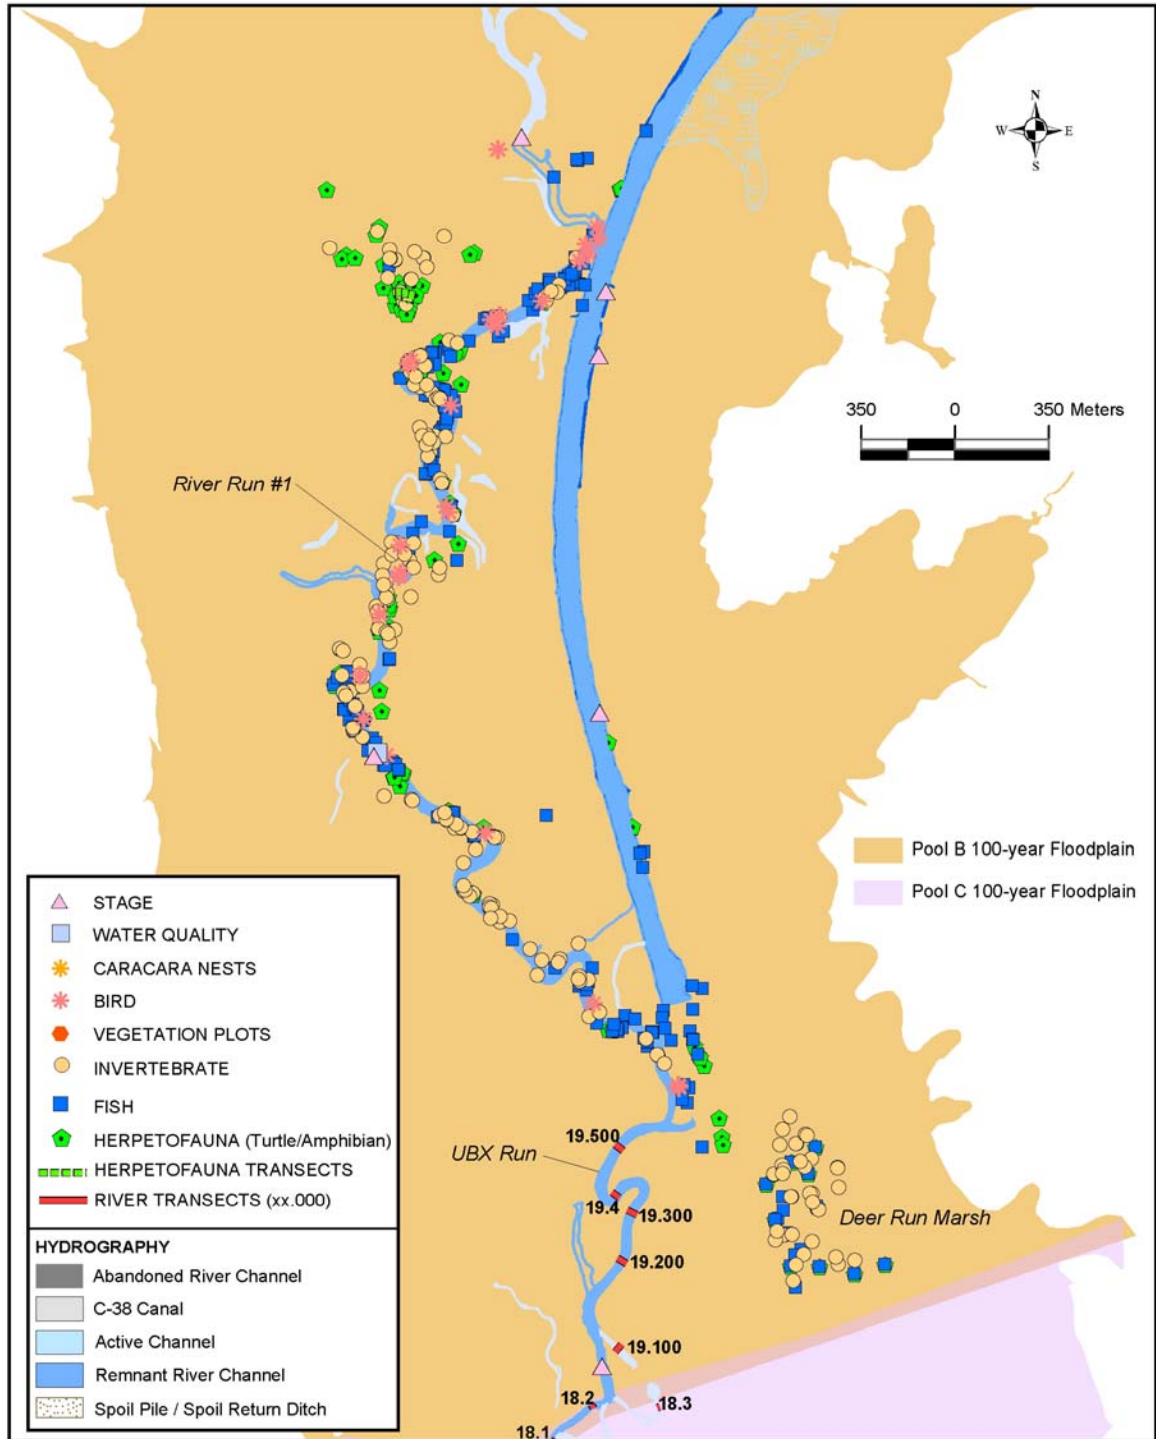 N
W E
S
350 0 350 Meters
River Run #1
Pool B 100-year Floodplain
Pool C 100-year Floodplain
STAGE
WATER QUALITY
CARACARA NESTS
BIRD
VEGETATION PLOTS
INVERTEBRATE
FISH
HERPETOFAUNA (Turtle/Amphibian)
HERPETOFAUNA TRANSECTS
RIVER TRANSECTS (xx.000)
HYDROGRAPHY
Abandoned River Channel
C-38 Canal
Active Channel
Remnant River Channel
Spoil Pile / Spoil Return Ditch
19.500
UBX Run
19.4
19.300
Deer Run Marsh
19.200
19.100
18.2
18.3
18.1